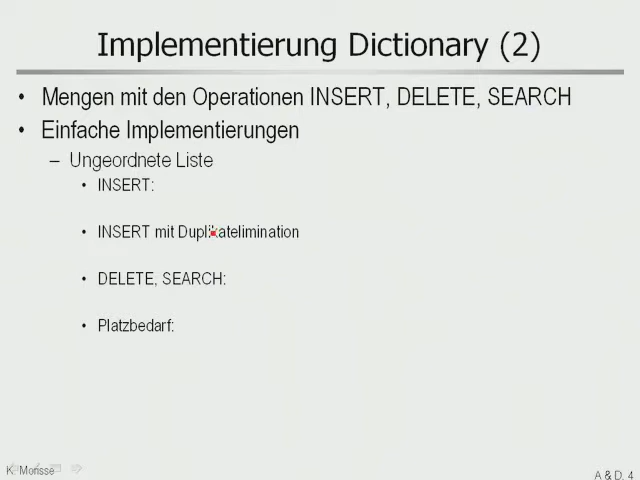 Implementierung Dictionary (2)
• Mengen mit den Operationen INSERT, DELETE, SEARCH
• Einfache Implementierungen
– Ungeordnete Liste
• INSERT:
• INSERT mit Duplikatelimination
• DELETE, SEARCH:
• Platzbedarf:
K. Morisse
A & D, 4